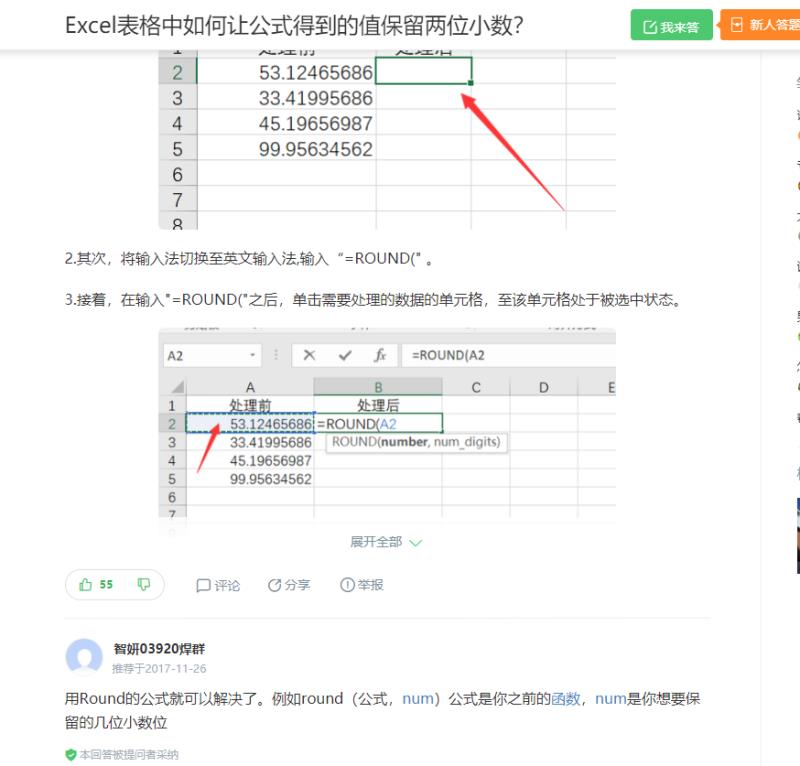 Excel表格中如何让公式得到的值保留两位小数？
我来答
新人答题
1 处理前 处理后
2 53.12465686
3 33.41995686
4 45.19656987
5 99.95634562
6
7
8
2.其次，将输入法切换至英文输入法,输入“=ROUND("。
3.接着，在输入"=ROUND("之后，单击需要处理的数据的单元格，至该单元格处于被选中状态。
A2 fx =ROUND(A2
A B C D E
1 处理前 处理后
2 53.12465686 =ROUND(A2
3 33.41995686 ROUND(number, num_digits)
4 45.19656987
5 99.95634562
6
7
展开全部
55 评论 分享 举报
智妍03920焊群
推荐于2017-11-26
用Round的公式就可以解决了。例如round（公式，num）公式是你之前的函数，num是你想要保
留的几位小数位
本回答被提问者采纳